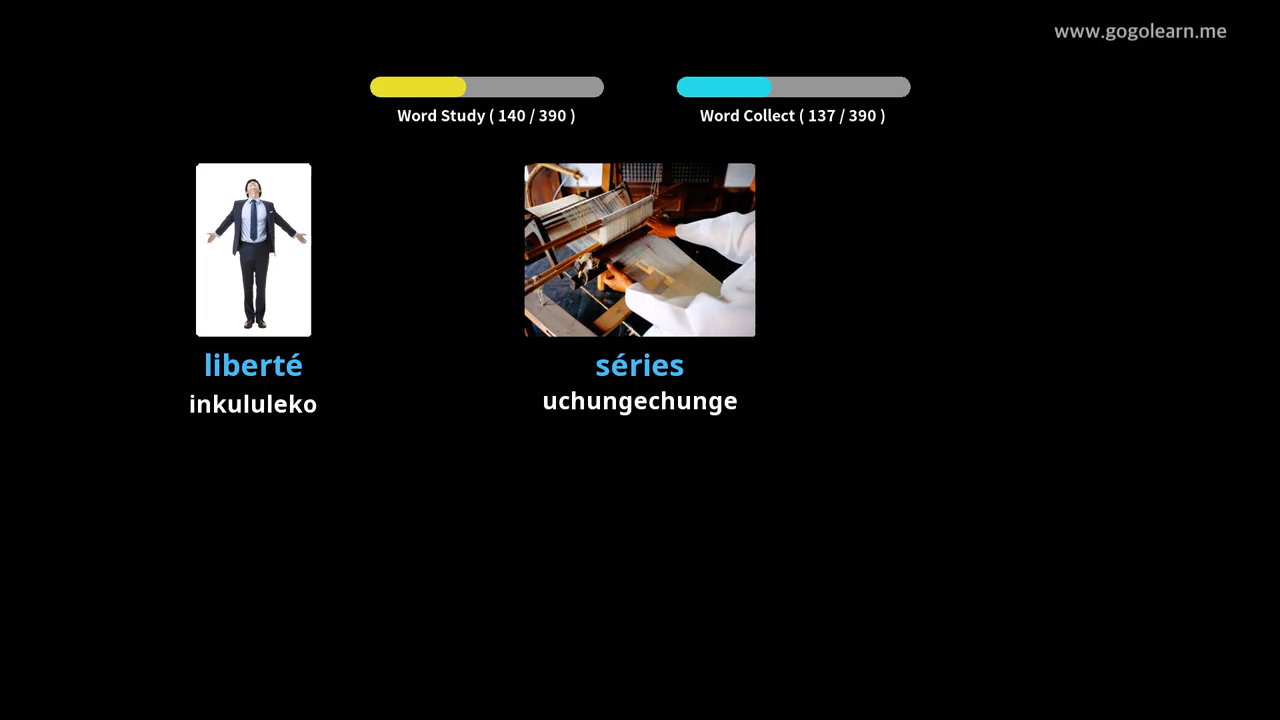 www.gogolearn.me
Word Study ( 140 / 390 )
Word Collect ( 137 / 390 )
liberté
inkululeko
séries
uchungechunge